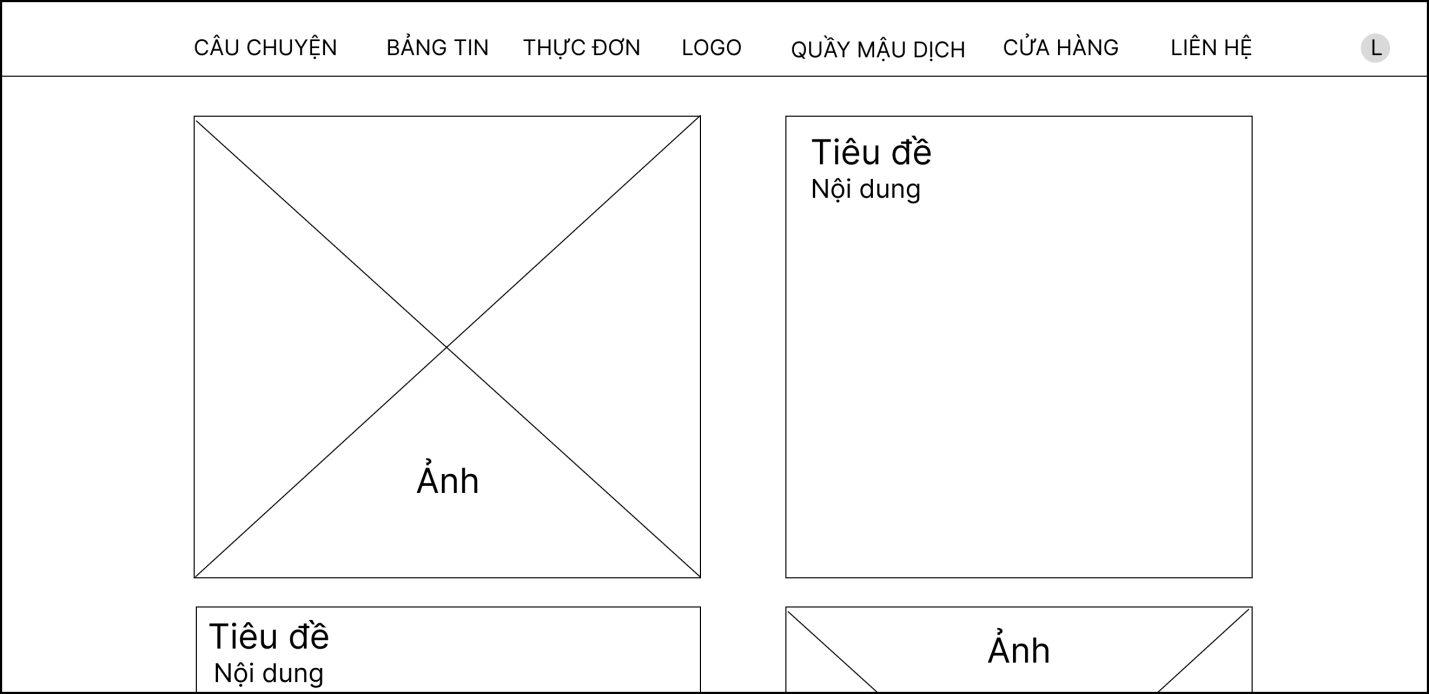 CÂU CHUYỆN BẢNG TIN THỰC ĐƠN LOGO QUẦY MẬU DỊCH CỬA HÀNG LIÊN HỆ L
Tiêu đề
Nội dung
Ảnh
Tiêu đề
Nội dung
Ảnh